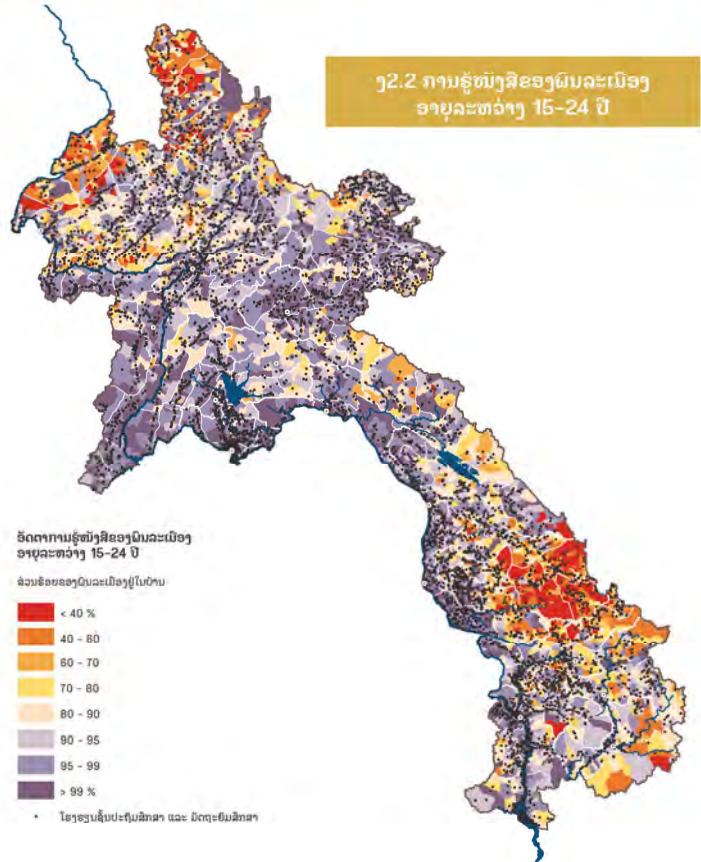 ງ2.2 ການຮູ້ໜັງສືຂອງພົນລະເມືອງ
ອາຍຸລະຫວ່າງ 15-24 ປີ
ອັດຕາການຮູ້ໜັງສືຂອງພົນລະເມືອງ
ອາຍຸລະຫວ່າງ 15-24 ປີ
ສ່ວນຮ້ອຍຂອງພົນລະເມືອງຢູ່ໃນບ້ານ
< 40 %
40 - 60
60 - 70
70 - 80
80 - 90
90 - 95
95 - 99
> 99 %
ໂຮງຮຽນຊັ້ນປະຖົມສຶກສາ ແລະ ມັດຖະຍົມສຶກສາ